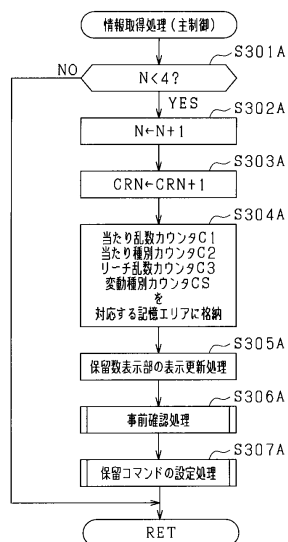 情報取得処理(主制御)
S301A
NO
N<4?
YES
S302A
N←N+1
S303A
CRN←CRN+1
S304A
当たり乱数カウンタC1
当たり種別カウンタC2
リーチ乱数カウンタC3
変動種別カウンタCS
を
対応する記憶エリアに格納
S305A
保留数表示部の表示更新処理
S306A
事前確認処理
S307A
保留コマンドの設定処理
RET